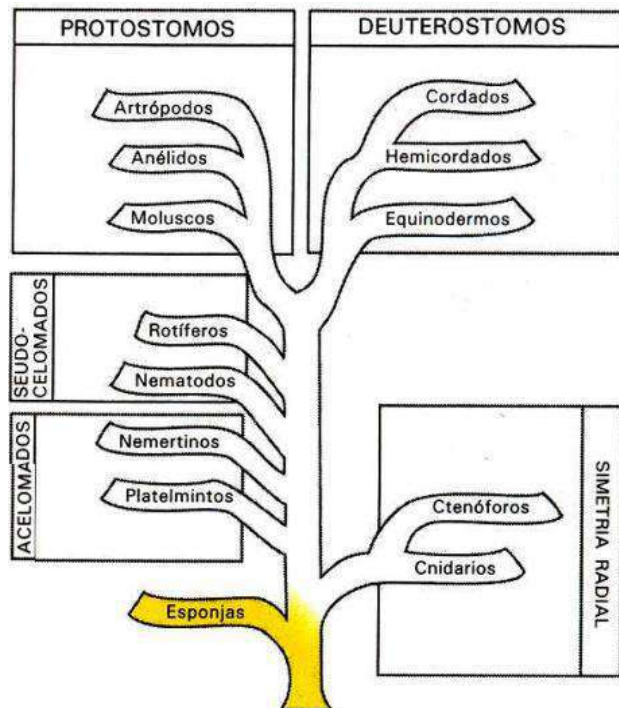 PROTOSTOMOS
DEUTEROSTOMOS
Artrópodos
Anélidos
Moluscos
Cordados
Hemicordados
Equinodermos
SEUDO-
CELOMADOS
Rotíferos
Nematodos
ACELOMADOS
Nemertinos
Platelmintos
Ctenóforos
Cnidarios
SIMETRIA RADIAL
Esponjas